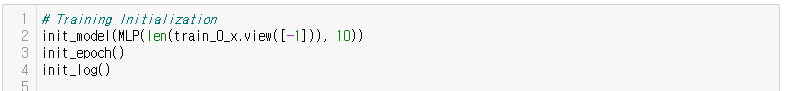 1 # Training Initialization
2 init_model(MLP(len(train_0_x.view([-1])), 10))
3 init_epoch()
4 init_log()
5